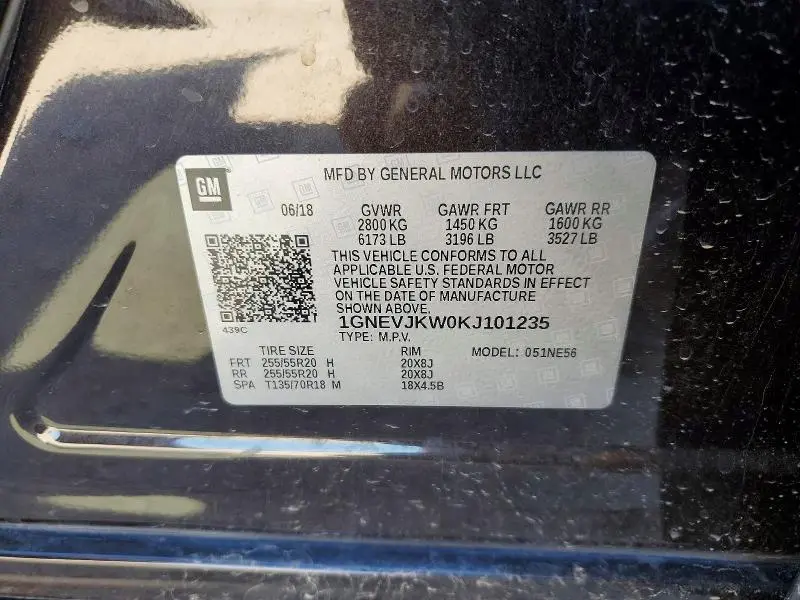 GM
MFD BY GENERAL MOTORS LLC
06/18 GVWR GAWR FRT GAWR RR
2800 KG 1450 KG 1600 KG
6173 LB 3196 LB 3527 LB
THIS VEHICLE CONFORMS TO ALL
APPLICABLE U.S. FEDERAL MOTOR
VEHICLE SAFETY STANDARDS IN EFFECT
ON THE DATE OF MANUFACTURE
SHOWN ABOVE.
439C
1GNEVJKW0KJ101235
TYPE: M.P.V.
TIRE SIZE RIM MODEL: 051NE56
FRT 255/55R20 H 20X8J
RR 255/55R20 H 20X8J
SPA T135/70R18 M 18X4.5B